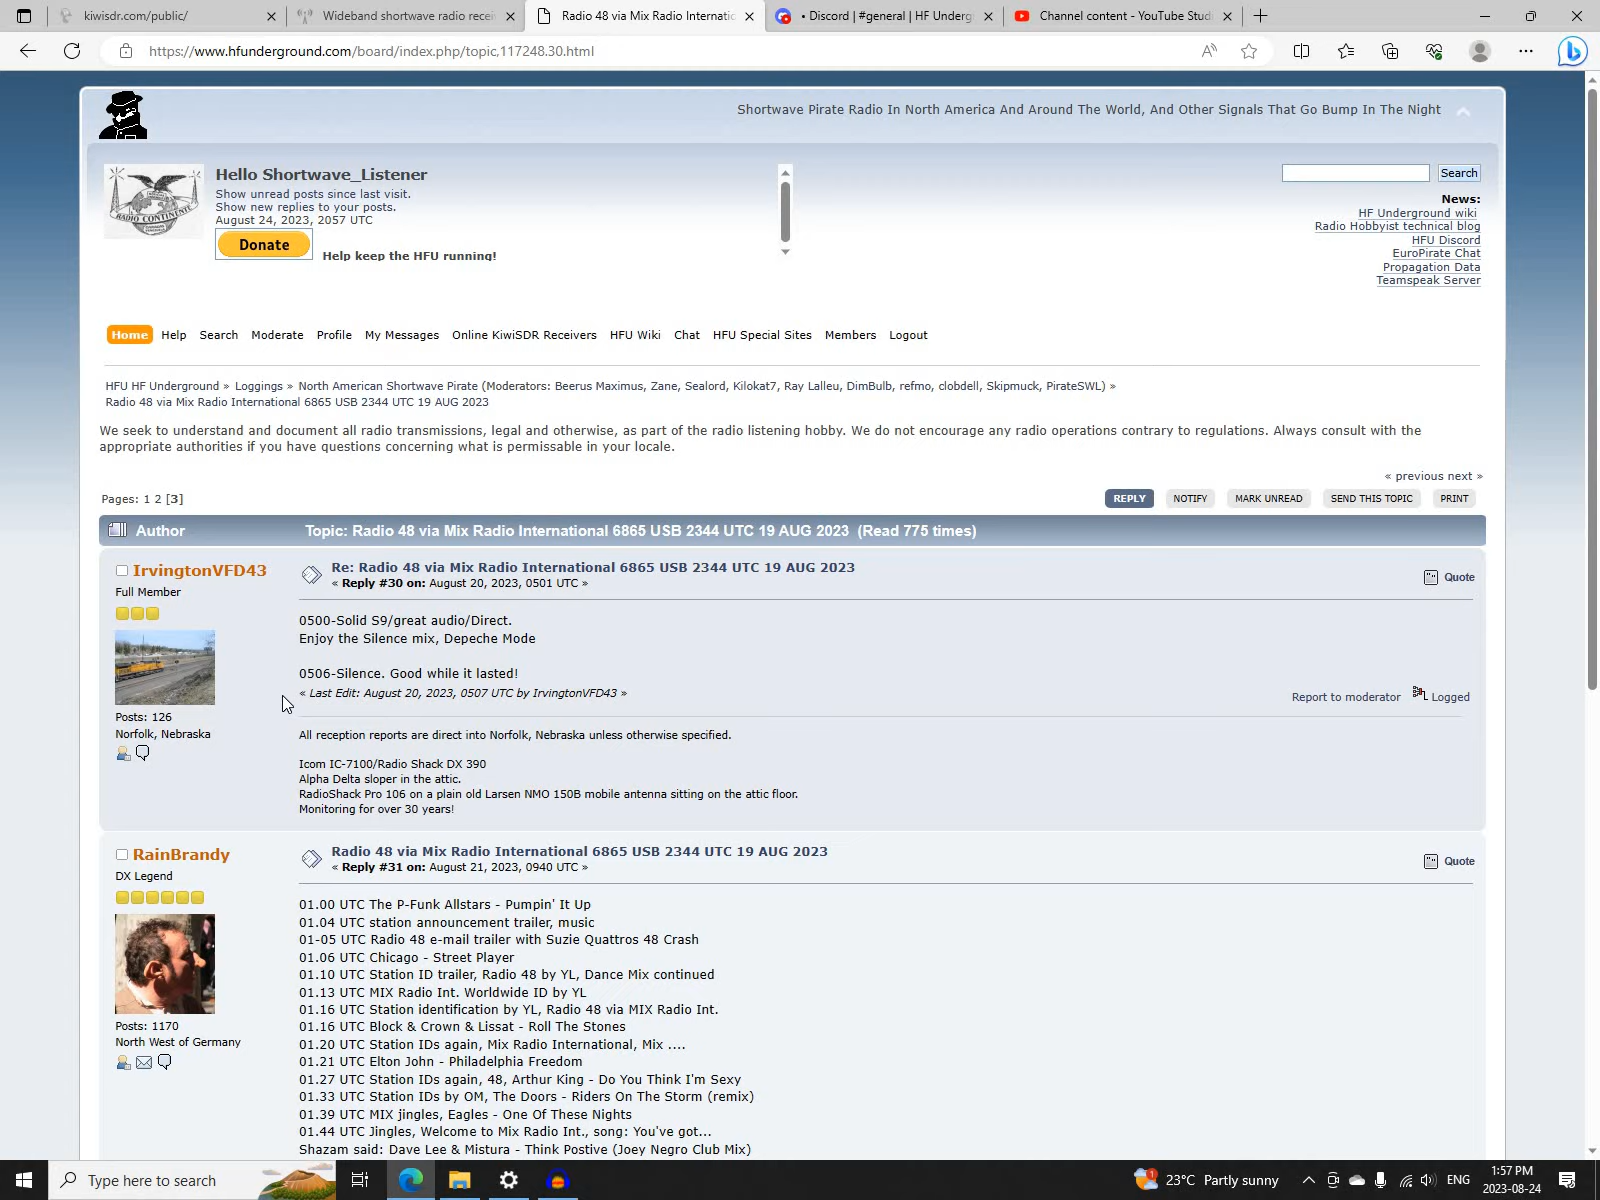 kiwisdr.com/public/
Wideband shortwave radio recei
Radio 48 via Mix Radio Internatio
• Discord | #general | HF Underg
Channel content - YouTube Studi
https://www.hfunderground.com/board/index.php/topic,117248.30.html
Shortwave Pirate Radio In North America And Around The World, And Other Signals That Go Bump In The Night
RADIO CONTINENTE
Hello Shortwave_Listener
Show unread posts since last visit.
Show new replies to your posts.
August 24, 2023, 2057 UTC
Donate
Help keep the HFU running!
Search
News:
HF Underground wiki
Radio Hobbyist technical blog
HFU Discord
EuroPirate Chat
Propagation Data
Teamspeak Server
Home Help Search Moderate Profile My Messages Online KiwiSDR Receivers HFU Wiki Chat HFU Special Sites Members Logout
HFU HF Underground » Loggings » North American Shortwave Pirate (Moderators: Beerus Maximus, Zane, Sealord, Kilokat7, Ray Lalleu, DimBulb, refmo, clobdell, Skipmuck, PirateSWL) »
Radio 48 via Mix Radio International 6865 USB 2344 UTC 19 AUG 2023
We seek to understand and document all radio transmissions, legal and otherwise, as part of the radio listening hobby. We do not encourage any radio operations contrary to regulations. Always consult with the
appropriate authorities if you have questions concerning what is permissable in your locale.
« previous next »
Pages: 1 2 [3]
REPLY NOTIFY MARK UNREAD SEND THIS TOPIC PRINT
Author Topic: Radio 48 via Mix Radio International 6865 USB 2344 UTC 19 AUG 2023 (Read 775 times)
IrvingtonVFD43
Full Member
Posts: 126
Norfolk, Nebraska
Re: Radio 48 via Mix Radio International 6865 USB 2344 UTC 19 AUG 2023
« Reply #30 on: August 20, 2023, 0501 UTC »
Quote
0500-Solid S9/great audio/Direct.
Enjoy the Silence mix, Depeche Mode
0506-Silence. Good while it lasted!
« Last Edit: August 20, 2023, 0507 UTC by IrvingtonVFD43 »
Report to moderator Logged
All reception reports are direct into Norfolk, Nebraska unless otherwise specified.
Icom IC-7100/Radio Shack DX 390
Alpha Delta sloper in the attic.
RadioShack Pro 106 on a plain old Larsen NMO 150B mobile antenna sitting on the attic floor.
Monitoring for over 30 years!
RainBrandy
DX Legend
Posts: 1170
North West of Germany
Radio 48 via Mix Radio International 6865 USB 2344 UTC 19 AUG 2023
« Reply #31 on: August 21, 2023, 0940 UTC »
Quote
01.00 UTC The P-Funk Allstars - Pumpin' It Up
01.04 UTC station announcement trailer, music
01-05 UTC Radio 48 e-mail trailer with Suzie Quattros 48 Crash
01.06 UTC Chicago - Street Player
01.10 UTC Station ID trailer, Radio 48 by YL, Dance Mix continued
01.13 UTC MIX Radio Int. Worldwide ID by YL
01.16 UTC Station identification by YL, Radio 48 via MIX Radio Int.
01.16 UTC Block & Crown & Lissat - Roll The Stones
01.20 UTC Station IDs again, Mix Radio International, Mix ....
01.21 UTC Elton John - Philadelphia Freedom
01.27 UTC Station IDs again, 48, Arthur King - Do You Think I'm Sexy
01.33 UTC Station IDs by OM, The Doors - Riders On The Storm (remix)
01.39 UTC MIX jingles, Eagles - One Of These Nights
01.44 UTC Jingles, Welcome to Mix Radio Int., song: You've got...
Shazam said: Dave Lee & Mistura - Think Postive (Joey Negro Club Mix)
Type here to search
1
23°C Partly sunny
ENG
1:57 PM
2023-08-24